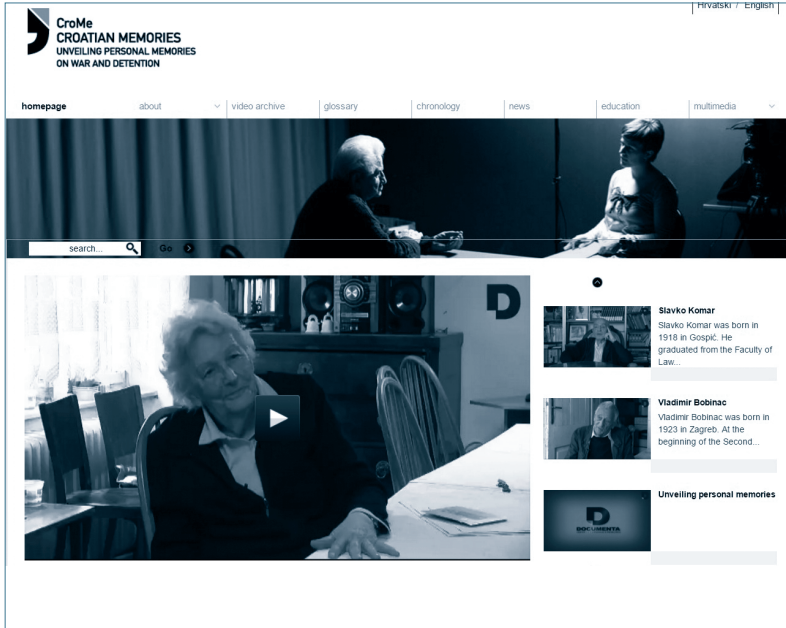 Hrvatski / English
CroMe
CROATIAN MEMORIES
UNVEILING PERSONAL MEMORIES
ON WAR AND DETENTION
homepage about video archive glossary chronology news education multimedia
search... Go
D
Slavko Komar
Slavko Komar was born in
1918 in Gospić. He
graduated from the Faculty of
Law...
Vladimir Bobinac
Vladimir Bobinac was born in
1923 in Zagreb. At the
beginning of the Second...
Unveiling personal memories
DOCUMENTA